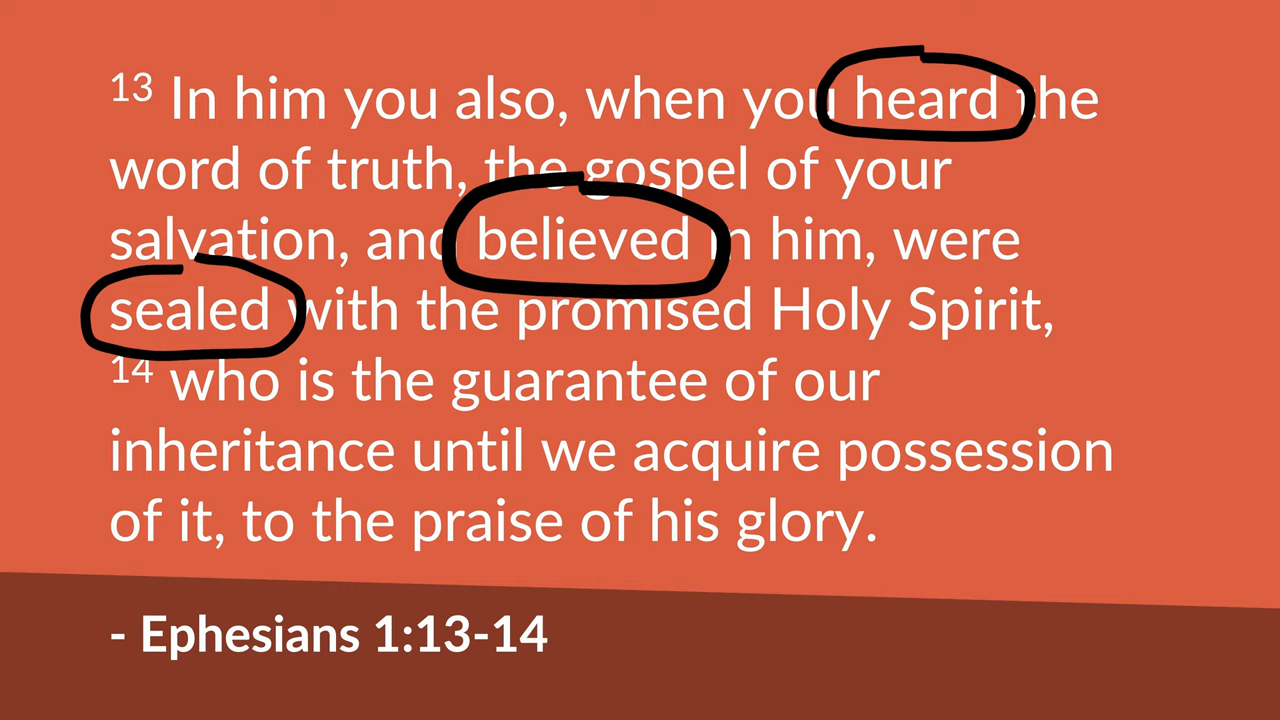 13 In him you also, when you heard the
word of truth, the gospel of your
salvation, and believed in him, were
sealed with the promised Holy Spirit,
14 who is the guarantee of our
inheritance until we acquire possession
of it, to the praise of his glory.
- Ephesians 1:13-14